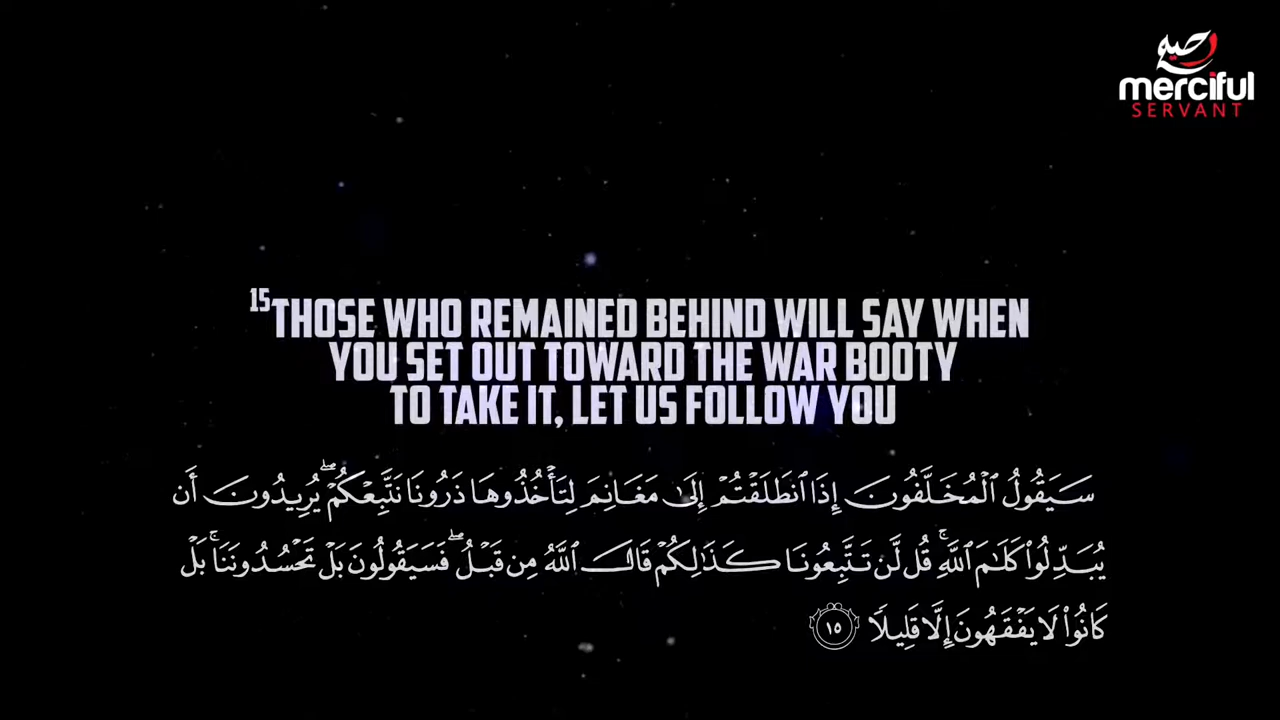 رحيم
merciful
SERVANT
15THOSE WHO REMAINED BEHIND WILL SAY WHEN
YOU SET OUT TOWARD THE WAR BOOTY
TO TAKE IT, LET US FOLLOW YOU
سَيَقُولُ ٱلْمُخَلَّفُونَ إِذَا ٱنطَلَقْتُمْ إِلَىٰ مَغَانِمَ لِتَأْخُذُوهَا ذَرُونَا نَتَّبِعْكُمْ ۖ يُرِيدُونَ أَن
يُبَدِّلُوا۟ كَلَـٰمَ ٱللَّهِ ۚ قُل لَّن تَتَّبِعُونَا كَذَٰلِكُمْ قَالَ ٱللَّهُ مِن قَبْلُ ۖ فَسَيَقُولُونَ بَلْ تَحْسُدُونَنَا ۚ بَلْ
كَانُوا۟ لَا يَفْقَهُونَ إِلَّا قَلِيلًا ١٥